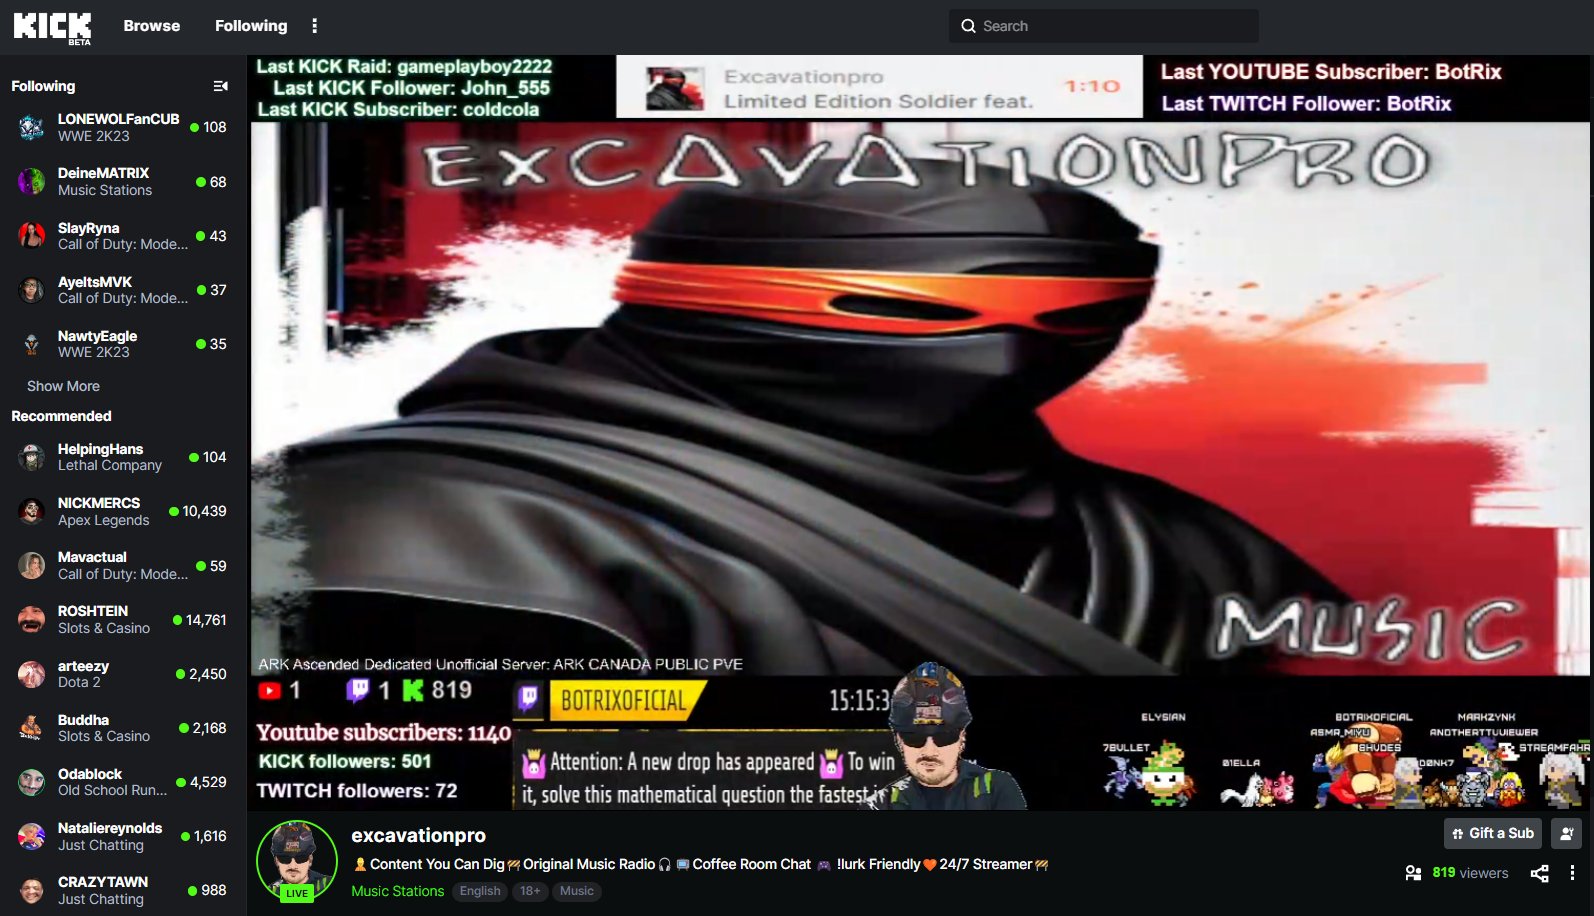 KICK
BETA
Browse
Following
Search
Following
LONEWOLFanCUB
108
WWE 2K23
DeineMATRIX
68
Music Stations
SlayRyna
43
Call of Duty: Mode...
AyeItsMVK
37
Call of Duty: Mode...
NawtyEagle
35
WWE 2K23
Show More
Recommended
HelpingHans
104
Lethal Company
NICKMERCS
10,439
Apex Legends
Mavactual
59
Call of Duty: Mode...
ROSHTEIN
14,761
Slots & Casino
arteezy
2,450
Dota 2
Buddha
2,168
Slots & Casino
Odablock
4,529
Old School Run...
Nataliereynolds
1,616
Just Chatting
CRAZYTAWN
988
Just Chatting
Last KICK Raid: gameplayboy2222
Last KICK Follower: John_555
Last KICK Subscriber: coldcola
Excavationpro
Limited Edition Soldier feat.
1:10
Last YOUTUBE Subscriber: BotRix
Last TWITCH Follower: BotRix
EXCAVATIONPRO
MUSIC
ARK Ascended Dedicated Unofficial Server: ARK CANADA PUBLIC PVE
1
1
819
BOTRIXOFICIAL
15:15:3
Youtube subscribers: 1140
KICK followers: 501
TWITCH followers: 72
Attention: A new drop has appeared To win
it, solve this mathematical question the fastest
ELYSIAN
7BULLET
01ELLA
BOTRIXOFICIAL
MARKZYNK
ASMR_MIYU
ANOTHERTTVVIEWER
8HUDES
STREAMFAHR
excavationpro
Content You Can Dig Original Music Radio Coffee Room Chat !lurk Friendly 24/7 Streamer
LIVE
Music Stations
English
18+
Music
Gift a Sub
819 viewers